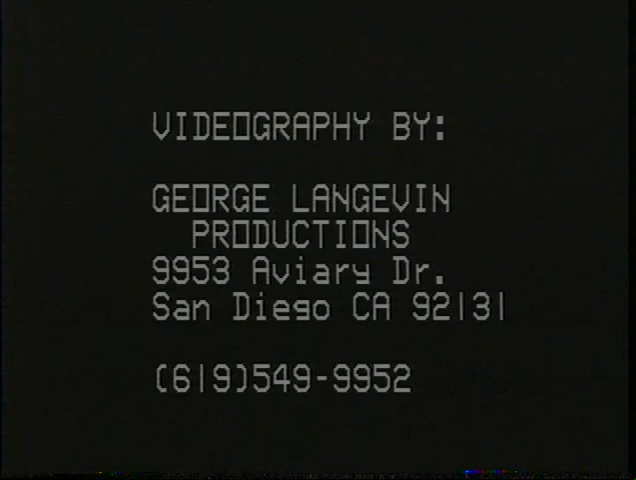 VIDEOGRAPHY BY:
GEORGE LANGEVIN
PRODUCTIONS
9953 Aviary Dr.
San Diego CA 92131
(619)549-9952